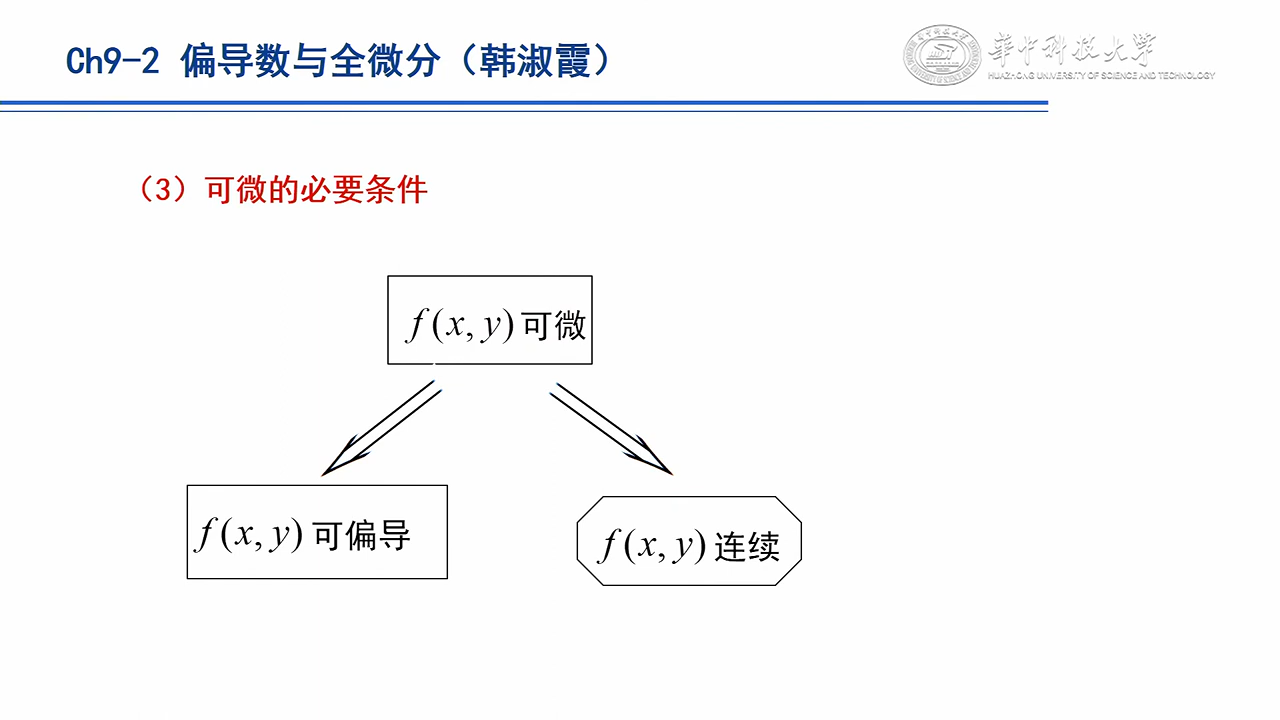 Ch9-2 偏导数与全微分（韩淑霞）
華中科技大学
HUAZHONG UNIVERSITY OF SCIENCE AND TECHNOLOGY
（3）可微的必要条件
f(x, y)可微
f(x, y)可偏导
f(x, y)连续